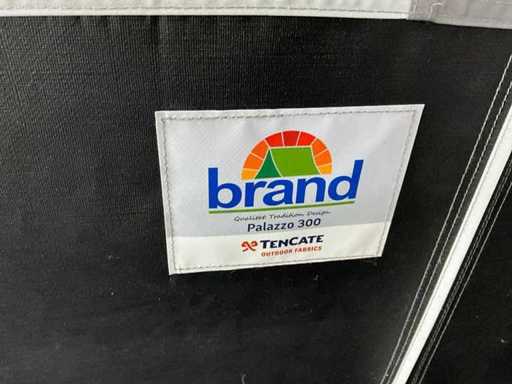 brand
Qualität Tradition Design
Palazzo 300
TENCATE
OUTDOOR FABRICS